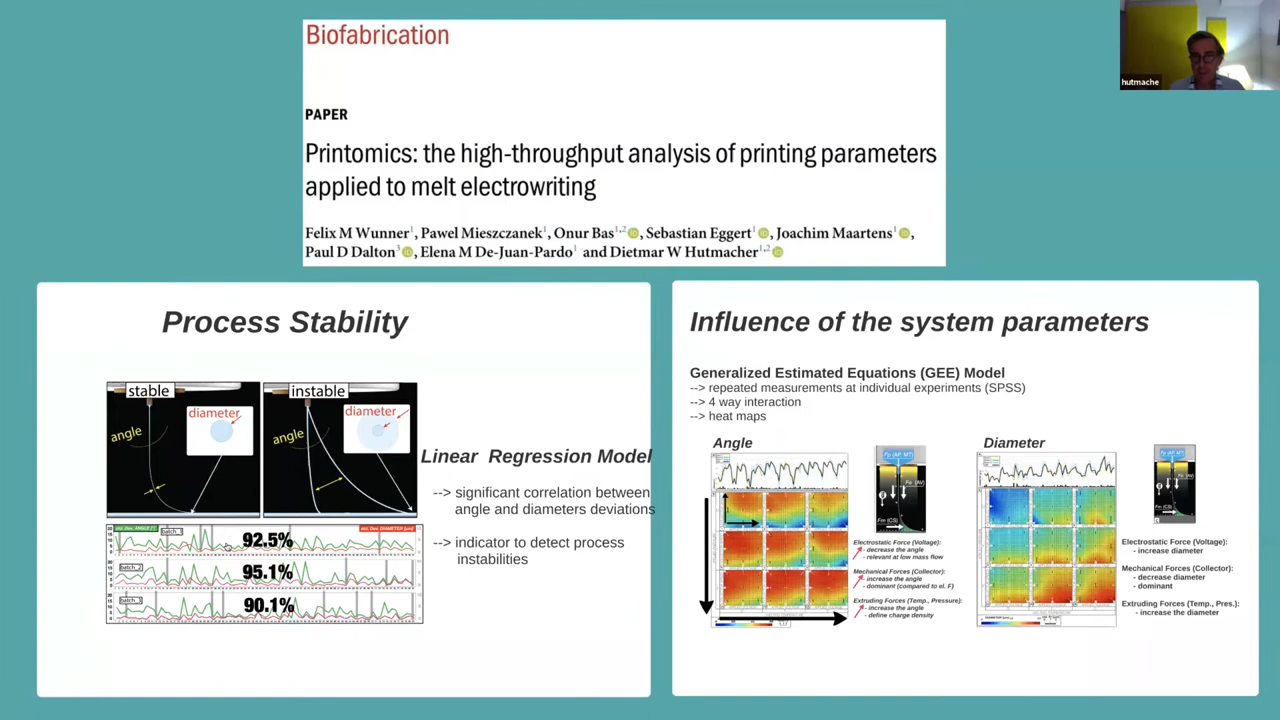 Biofabrication
PAPER
Printomics: the high-throughput analysis of printing parameters
applied to melt electrowriting
Felix M Wunner1, Pawel Mieszczanek1, Onur Bas1,2, Sebastian Eggert1, Joachim Maartens1,
Paul D Dalton3, Elena M De-Juan-Pardo1 and Dietmar W Hutmacher1,2
hutmache
Process Stability
stable
instable
diameter
diameter
angle
angle
Linear Regression Model
--> significant correlation between
angle and diameters deviations
--> indicator to detect process
instabilities
batch_1
92.5%
batch_2
95.1%
90.1%
Influence of the system parameters
Generalized Estimated Equations (GEE) Model
--> repeated measurements at individual experiments (SPSS)
--> 4 way interaction
--> heat maps
Angle
Electrostatic Force (Voltage):
- decrease the angle
- relevant at low mass flow
Mechanical Forces (Collector):
- increase the angle
- dominant (compared to el. F)
Extruding Forces (Temp., Pressure):
- increase the angle
- define charge density
Diameter
Electrostatic Force (Voltage):
- increase diameter
Mechanical Forces (Collector):
- decrease diameter
- dominant
Extruding Forces (Temp., Pres.):
- increase the diameter